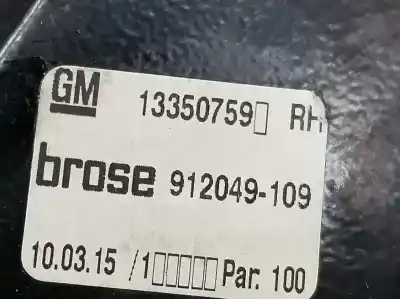 GM 13350759▯ RH
brose 912049-109
10.03.15 /1▯▯▯▯▯ Par. 100